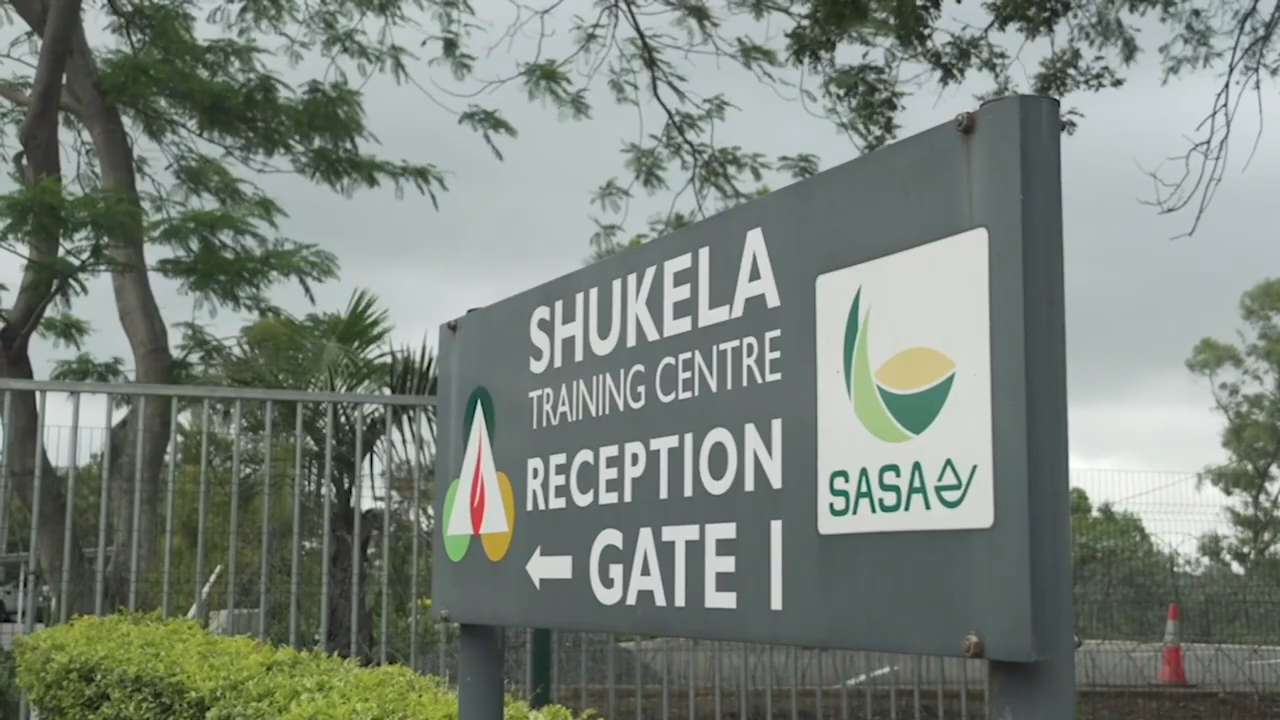 SHUKELA
TRAINING CENTRE
RECEPTION
GATE 1
SASA